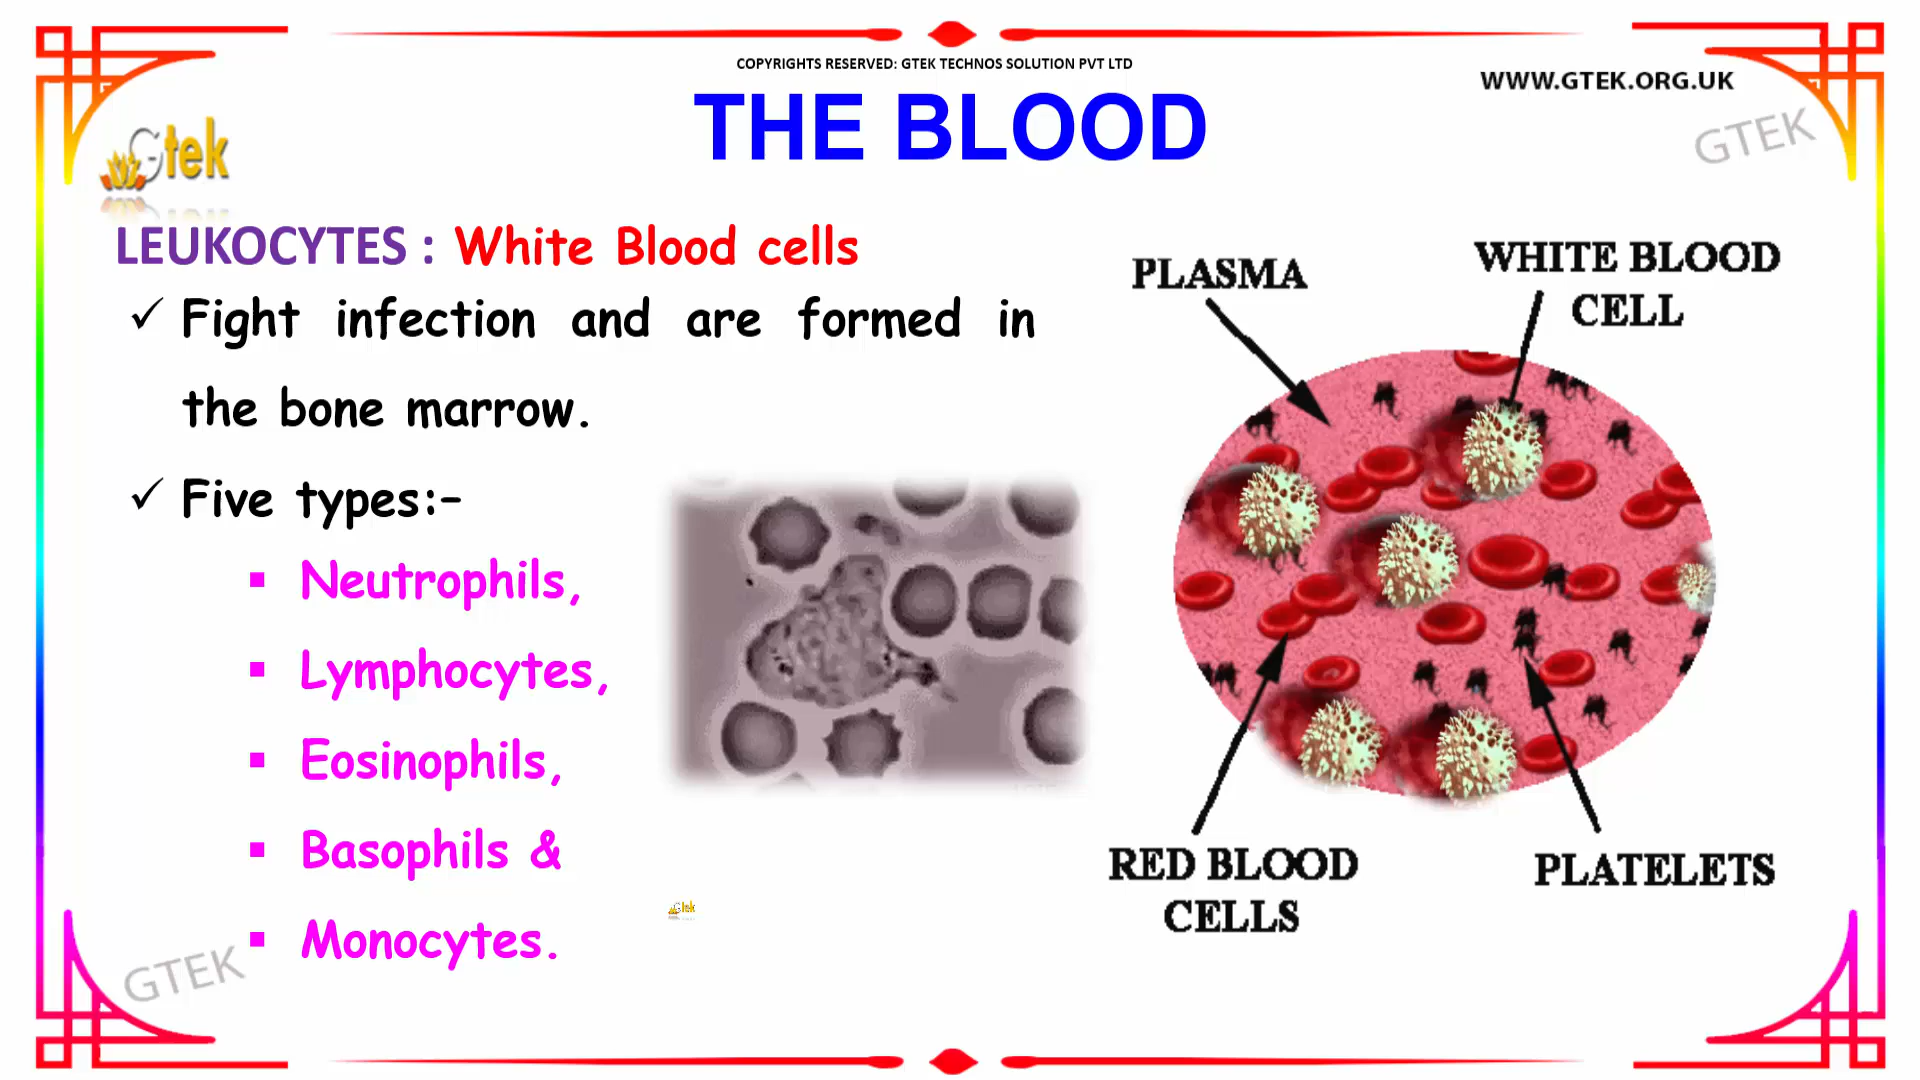 COPYRIGHTS RESERVED: GTEK TECHNOS SOLUTION PVT LTD
WWW.GTEK.ORG.UK
THE BLOOD
GTEK
Gtek
LEUKOCYTES : White Blood cells
✓ Fight infection and are formed in
the bone marrow.
✓ Five types:-
▪ Neutrophils,
▪ Lymphocytes,
▪ Eosinophils,
▪ Basophils &
▪ Monocytes.
PLASMA
WHITE BLOOD
CELL
RED BLOOD
CELLS
PLATELETS
Gtek
GTEK